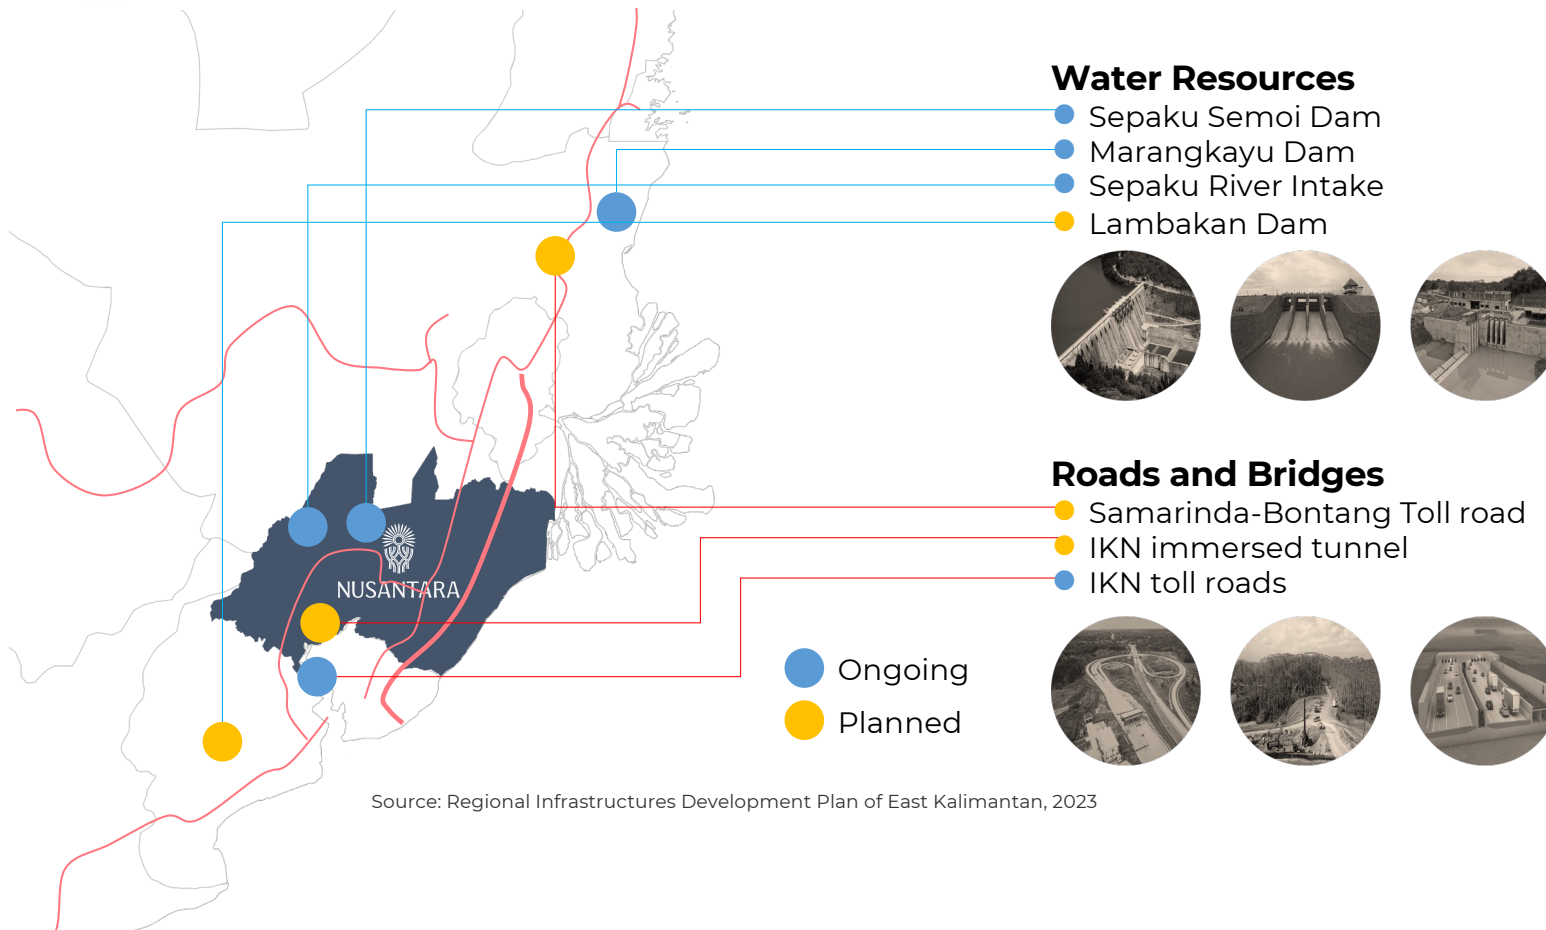 Water Resources
Sepaku Semoi Dam
Marangkayu Dam
Sepaku River Intake
Lambakan Dam
Roads and Bridges
Samarinda-Bontang Toll road
IKN immersed tunnel
IKN toll roads
NUSANTARA
Ongoing
Planned
Source: Regional Infrastructures Development Plan of East Kalimantan, 2023